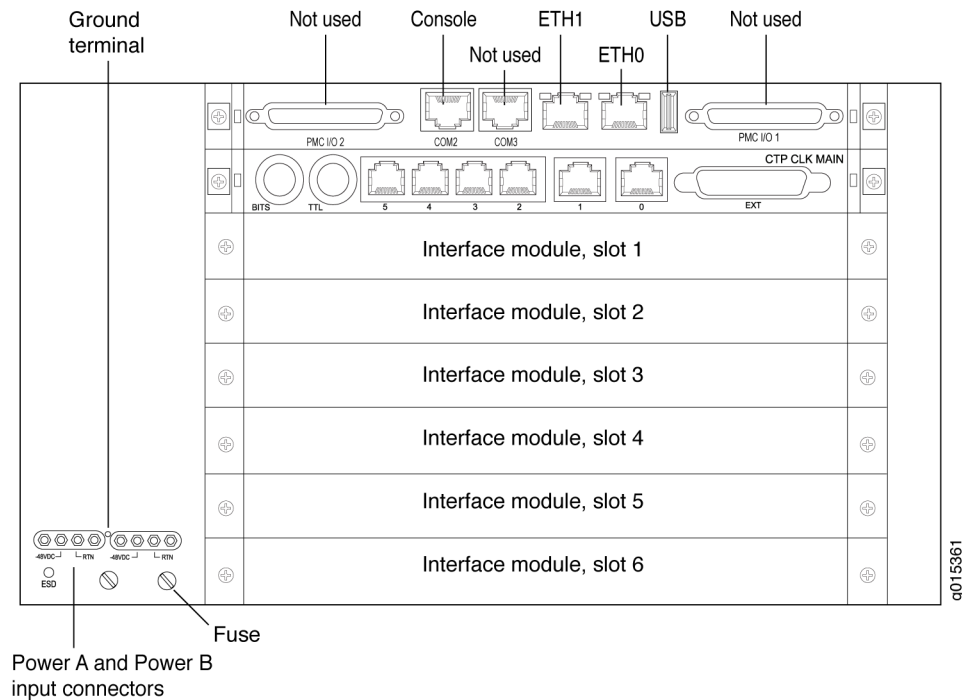 Ground
terminal
Not used
Console
Not used
ETH1
ETH0
USB
Not used
PMC I/O 2
COM2
COM3
PMC I/O 1
CTP CLK MAIN
BITS
TTL
5
4
3
2
1
0
EXT
Interface module, slot 1
Interface module, slot 2
Interface module, slot 3
Interface module, slot 4
Interface module, slot 5
Interface module, slot 6
-48VDC
RTN
-48VDC
RTN
ESD
Fuse
Power A and Power B
input connectors
g015361